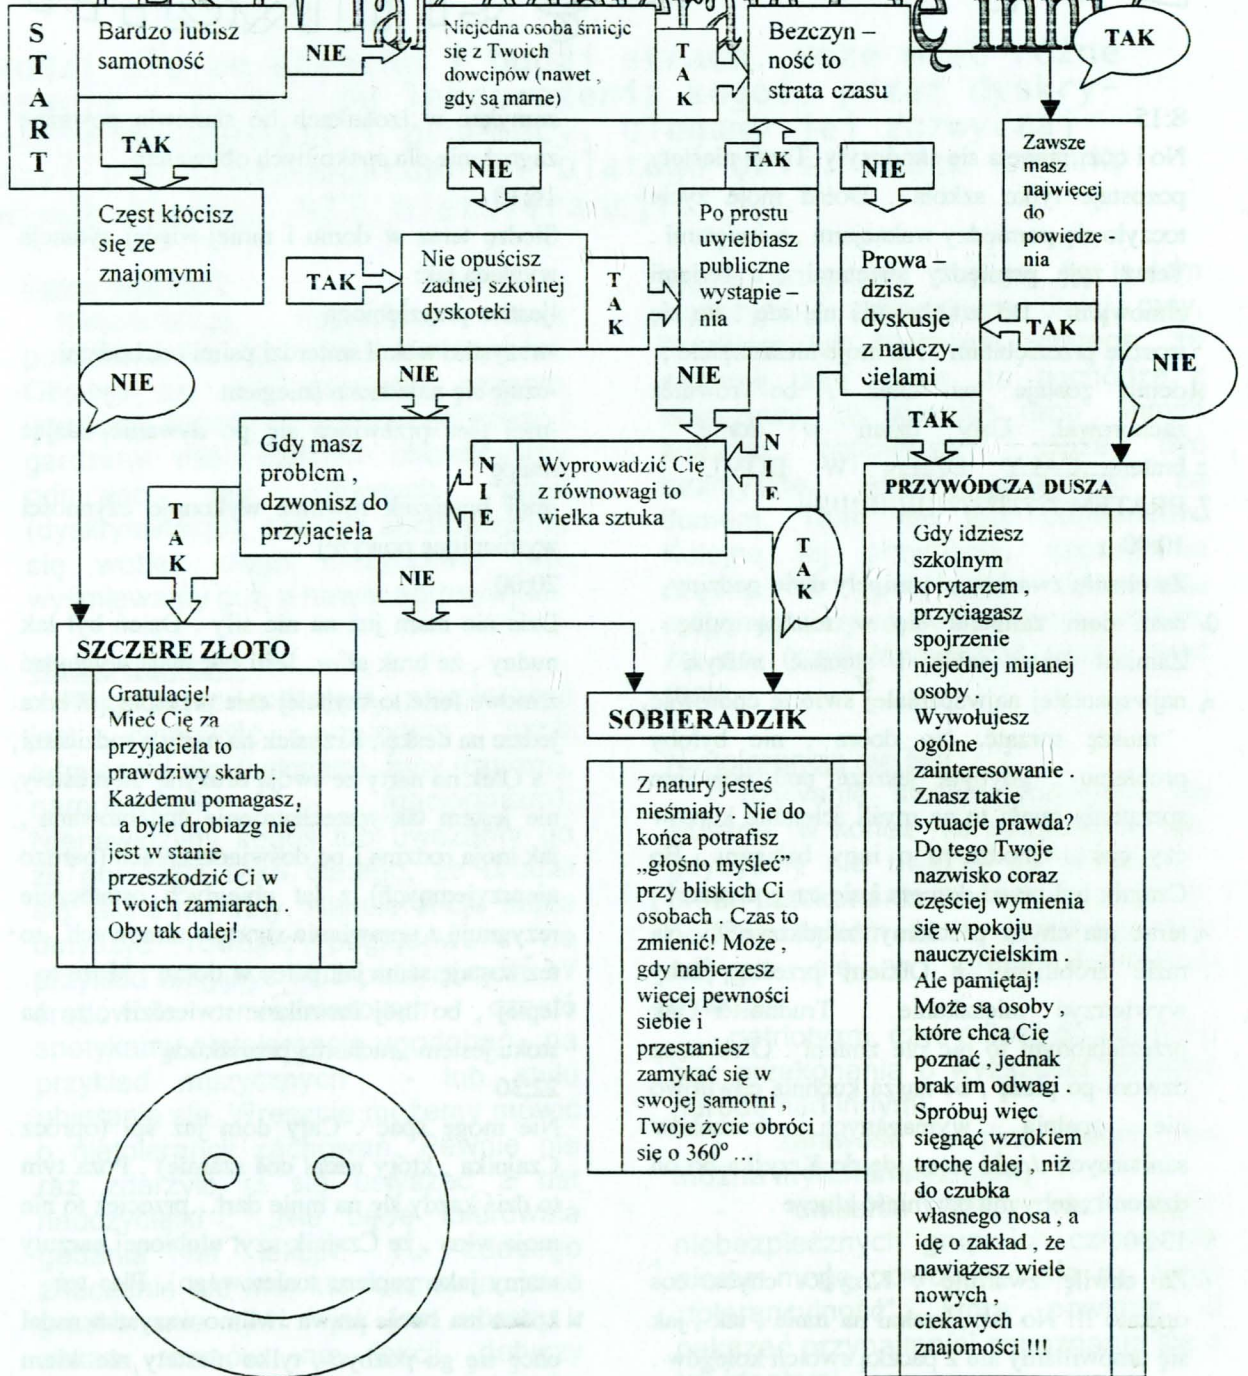 S
T
A
R
T
Bardzo lubisz
samotność
NIE
Niejedna osoba śmieje
się z Twoich
dowcipów (nawet ,
gdy są marne)
T
A
K
Bezczyn –
ność to
strata czasu
TAK
TAK
NIE
TAK
NIE
Zawsze
masz
najwięcej
do
powiedze –
nia
Częst kłócisz
się ze
znajomymi
TAK
Nie opuścisz
żadnej szkolnej
dyskoteki
T
A
K
Po prostu
uwielbiasz
publiczne
wystąpie –
nia
Prowa –
dzisz
dyskusje
z nauczy-
cielami
TAK
NIE
NIE
NIE
NIE
TAK
Gdy masz
problem ,
dzwonisz do
przyjaciela
N
I
E
Wyprowadzić Cię
z równowagi to
wielka sztuka
N
I
E
T
A
K
NIE
T
A
K
PRZYWÓDCZA DUSZA
Gdy idziesz
szkolnym
korytarzem ,
przyciągasz
spojrzenie
niejednej mijanej
osoby .
Wywołujesz
ogólne
zainteresowanie .
Znasz takie
sytuacje prawda?
Do tego Twoje
nazwisko coraz
częściej wymienia
się w pokoju
nauczycielskim .
Ale pamiętaj!
Może są osoby ,
które chcą Cię
poznać , jednak
brak im odwagi .
Spróbuj więc
sięgnąć wzrokiem
trochę dalej , niż
do czubka
własnego nosa , a
idę o zakład , że
nawiążesz wiele
nowych ,
ciekawych
znajomości !!!
SZCZERE ZŁOTO
Gratulacje!
Mieć Cię za
przyjaciela to
prawdziwy skarb .
Każdemu pomagasz,
a byle drobiazg nie
jest w stanie
przeszkodzić Ci w
Twoich zamiarach .
Oby tak dalej!
SOBIERADZIK
Z natury jesteś
nieśmiały. Nie do
końca potrafisz
„głośno myśleć”
przy bliskich Ci
osobach . Czas to
zmienić! Może ,
gdy nabierzesz
więcej pewności
siebie i
przestaniesz
zamykać się w
swojej samotni ,
Twoje życie obróci
się o 360° …